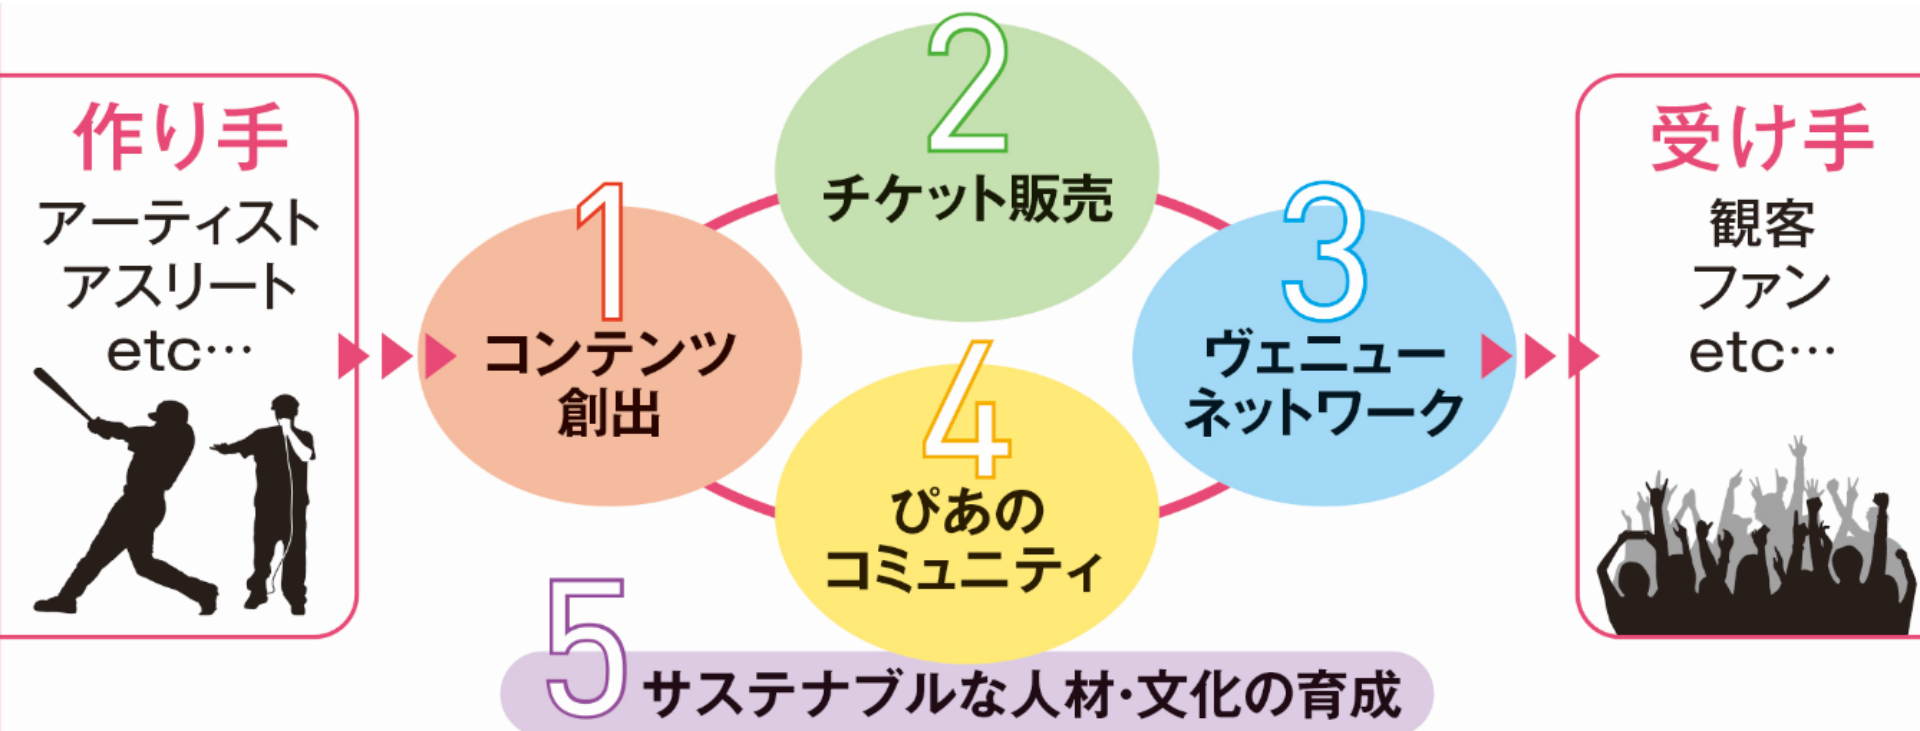 作り手
アーティスト
アスリート
etc…
1
コンテンツ
創出
2
チケット販売
3
ヴェニュー
ネットワーク
4
ぴあの
コミュニティ
5
サステナブルな人材・文化の育成
受け手
観客
ファン
etc…